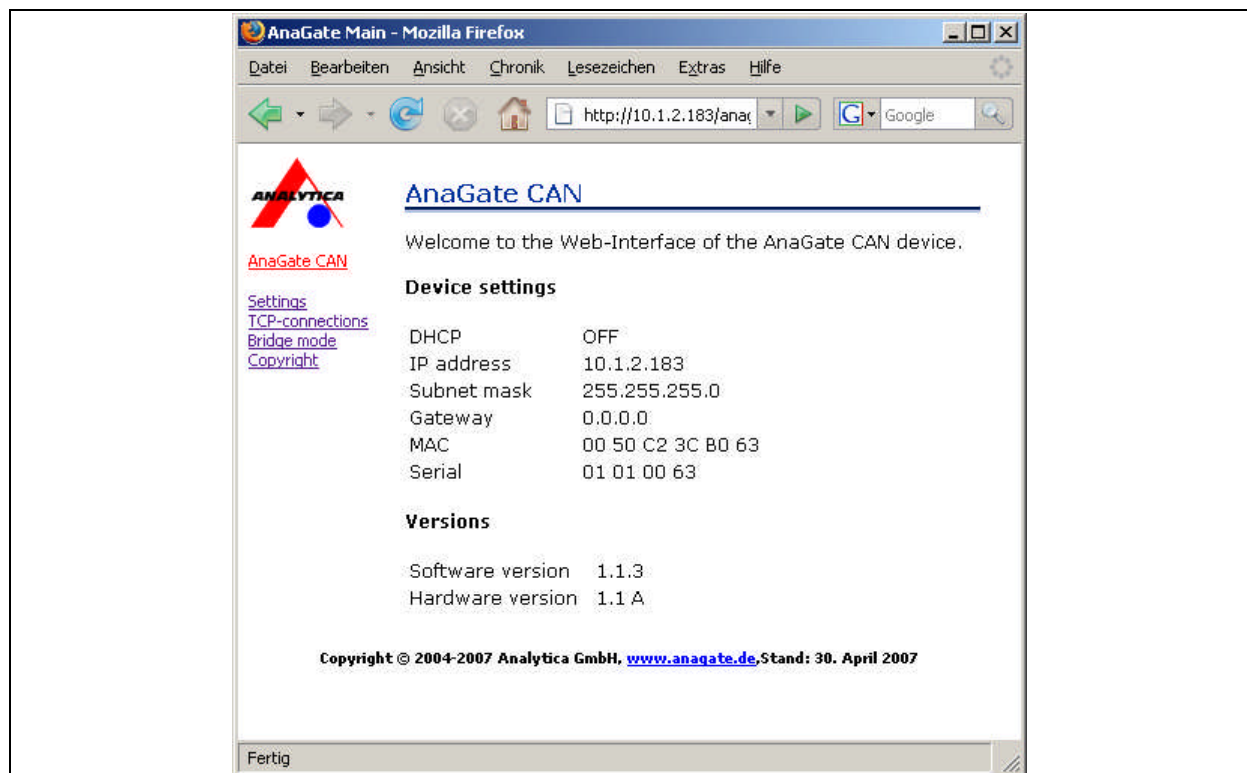 AnaGate Main - Mozilla Firefox
Datei Bearbeiten Ansicht Chronik Lesezeichen Extras Hilfe
http://10.1.2.183/anag G Google
ANALYTICA
AnaGate CAN
Welcome to the Web-Interface of the AnaGate CAN device.
AnaGate CAN
Settings
TCP-connections
Bridge mode
Copyright
Device settings
DHCP OFF
IP address 10.1.2.183
Subnet mask 255.255.255.0
Gateway 0.0.0.0
MAC 00 50 C2 3C B0 63
Serial 01 01 00 63
Versions
Software version 1.1.3
Hardware version 1.1 A
Copyright © 2004-2007 Analytica GmbH, www.anagate.de,Stand: 30. April 2007
Fertig